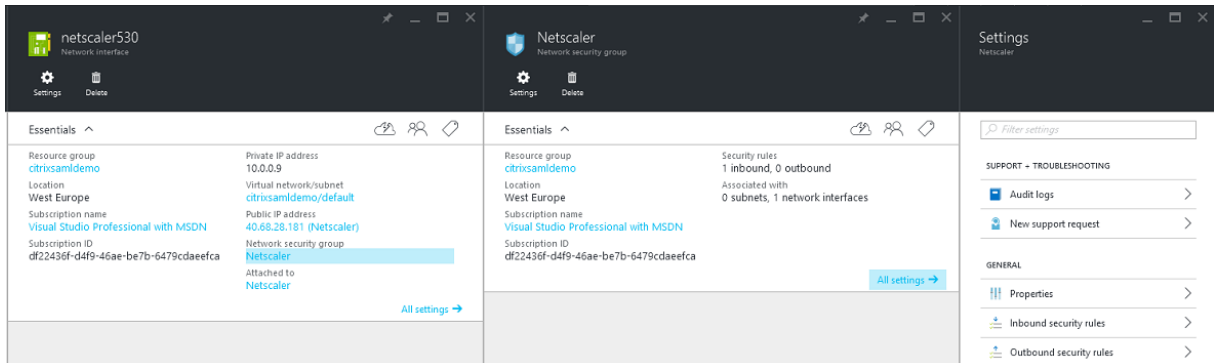 netscaler530
Network interface
Settings
Delete
Essentials
Resource group
citrixsamldemo
Location
West Europe
Subscription name
Visual Studio Professional with MSDN
Subscription ID
df22436f-d4f9-46ae-be7b-6479cdaeefca
Private IP address
10.0.0.9
Virtual network/subnet
citrixsamldemo/default
Public IP address
40.68.28.181 (Netscaler)
Network security group
Netscaler
Attached to
Netscaler
All settings →
Netscaler
Network security group
Settings
Delete
Essentials
Resource group
citrixsamldemo
Location
West Europe
Subscription name
Visual Studio Professional with MSDN
Subscription ID
df22436f-d4f9-46ae-be7b-6479cdaeefca
Security rules
1 inbound, 0 outbound
Associated with
0 subnets, 1 network interfaces
All settings →
Settings
Netscaler
Filter settings
SUPPORT + TROUBLESHOOTING
Audit logs
New support request
GENERAL
Properties
Inbound security rules
Outbound security rules